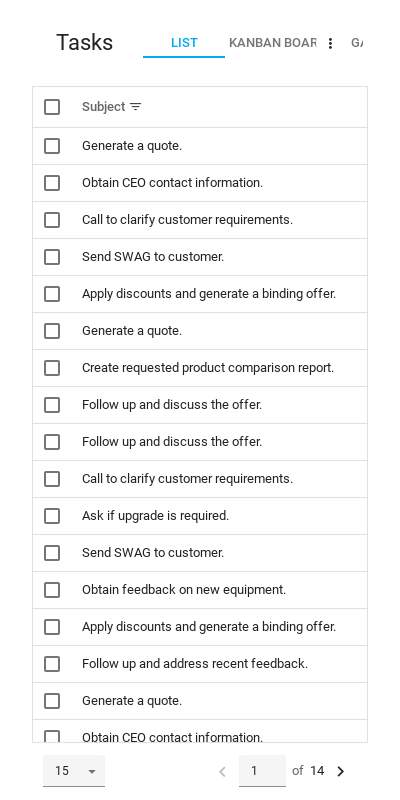 Tasks
LIST
KANBAN BOAR
Subject
Generate a quote.
Obtain CEO contact information.
Call to clarify customer requirements.
Send SWAG to customer.
Apply discounts and generate a binding offer.
Generate a quote.
Create requested product comparison report.
Follow up and discuss the offer.
Follow up and discuss the offer.
Call to clarify customer requirements.
Ask if upgrade is required.
Send SWAG to customer.
Obtain feedback on new equipment.
Apply discounts and generate a binding offer.
Follow up and address recent feedback.
Generate a quote.
Obtain CEO contact information.
15
1
of 14